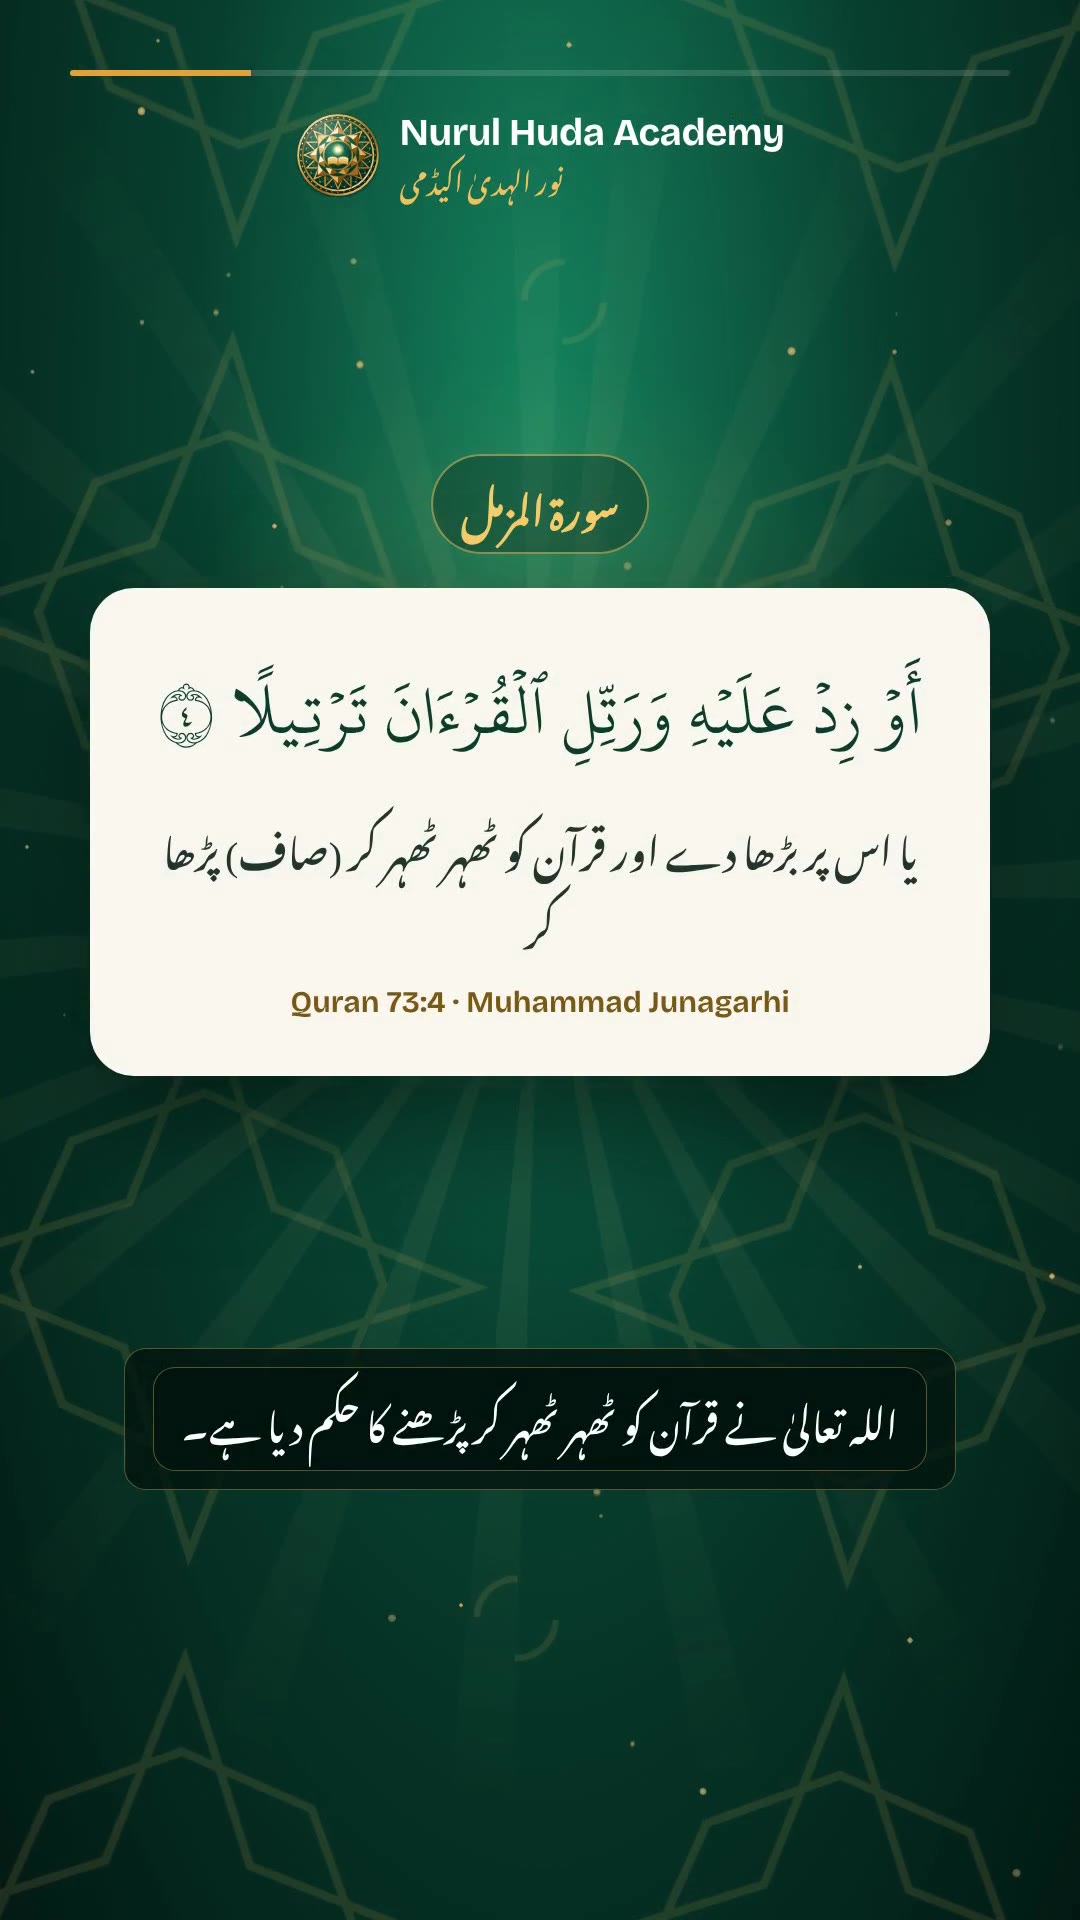 Nurul Huda Academy
نور الہدیٰ اکیڈمی
سورۃ المزمل
أَوۡ زِدۡ عَلَيۡهِ وَرَتِّلِ ٱلۡقُرۡءَانَ تَرۡتِيلًا ٤
یا اس پر بڑھا دے اور قرآن کو ٹھہر ٹھہر کر (صاف) پڑھا
کر
Quran 73:4 · Muhammad Junagarhi
اللہ تعالیٰ نے قرآن کو ٹھہر ٹھہر کر پڑھنے کا حکم دیا ہے۔